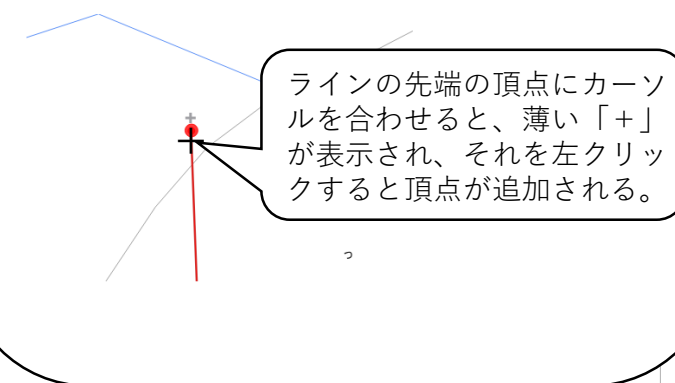 ラインの先端の頂点にカーソ
ルを合わせると、薄い「+」
が表示され、それを左クリッ
クすると頂点が追加される。
っ